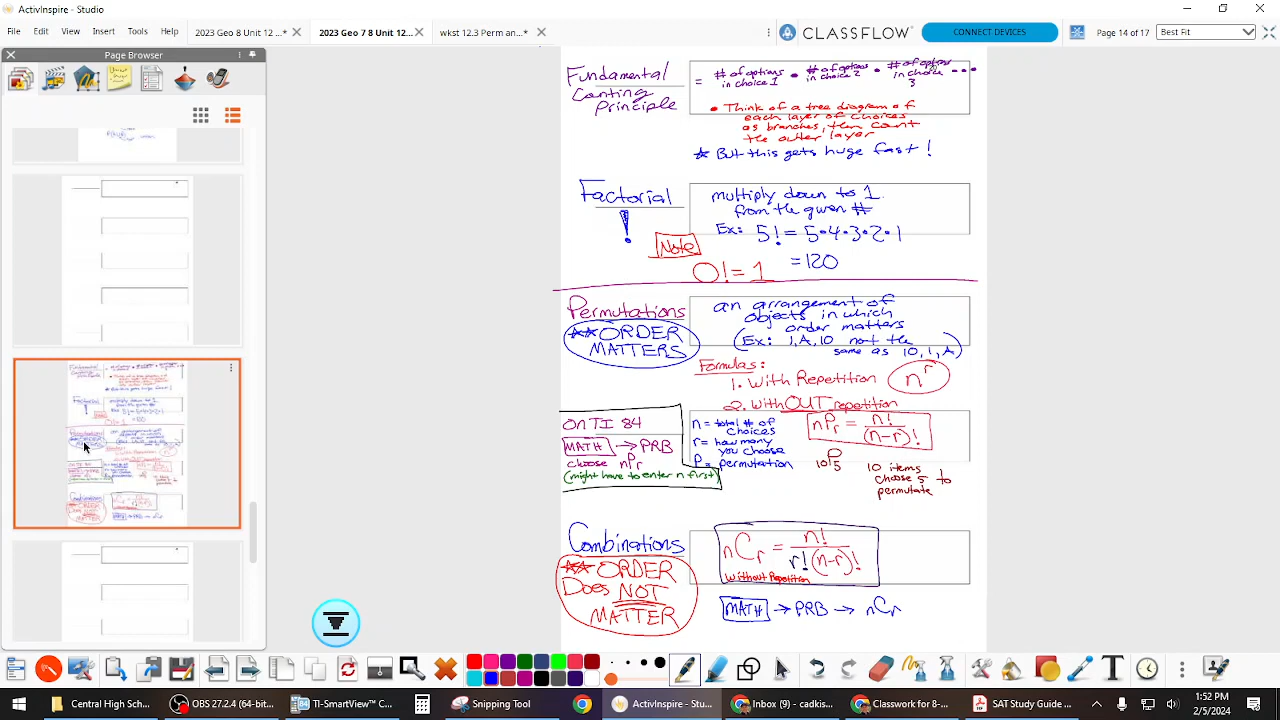 ActivInspire - Studio
File Edit View Insert Tools Help
2023 Geo 8 Unit 12...*
2023 Geo 7 8 Unit 12...
wkst 12.3 Perm an...*
CLASSFLOW
CONNECT DEVICES
Page 14 of 17
Best Fit
Page Browser
Fundamental
Conting
Principle
= # of options in choice 1 • # of options in choice 2 • # of options in choice 3 • • •
• Think of a tree diagram of
each layer of choices
as branches, then count
the outer layer
* But this gets huge fast!
Factorial
!
multiply down to 1
from the given #
Ex: 5! = 5•4•3•2•1
= 120
Note
0! = 1
Permutations
** ORDER
MATTERS
an arrangement of
objects in which
order matters
(Ex: 1, A, 10 not the
same as 10, 1, A)
Formulas:
1. With Repetition n^r
2. WithOUT repetition
nPr = n!/(n-r)!
on TI 84
MATH → PRB
choose nPr
(might have to enter n first)
n = total # of
choices
r = how many
you choose
P = permutation
10P5
10 items
choose 5 to
permutate
Combinations
** ORDER
Does NOT
MATTER
nCr = n!/r!(n-r)!
without Repetition
MATH → PRB → nCr
Central High Scho...
DBS 27.2.4 (64-bit...
TI-SmartView™ C...
Snipping Tool
ActivInspire - Stu...
Inbox (2) - cadkis...
Classwork for 8-...
SAT Study Guide ...
1:52 PM
2/5/2024